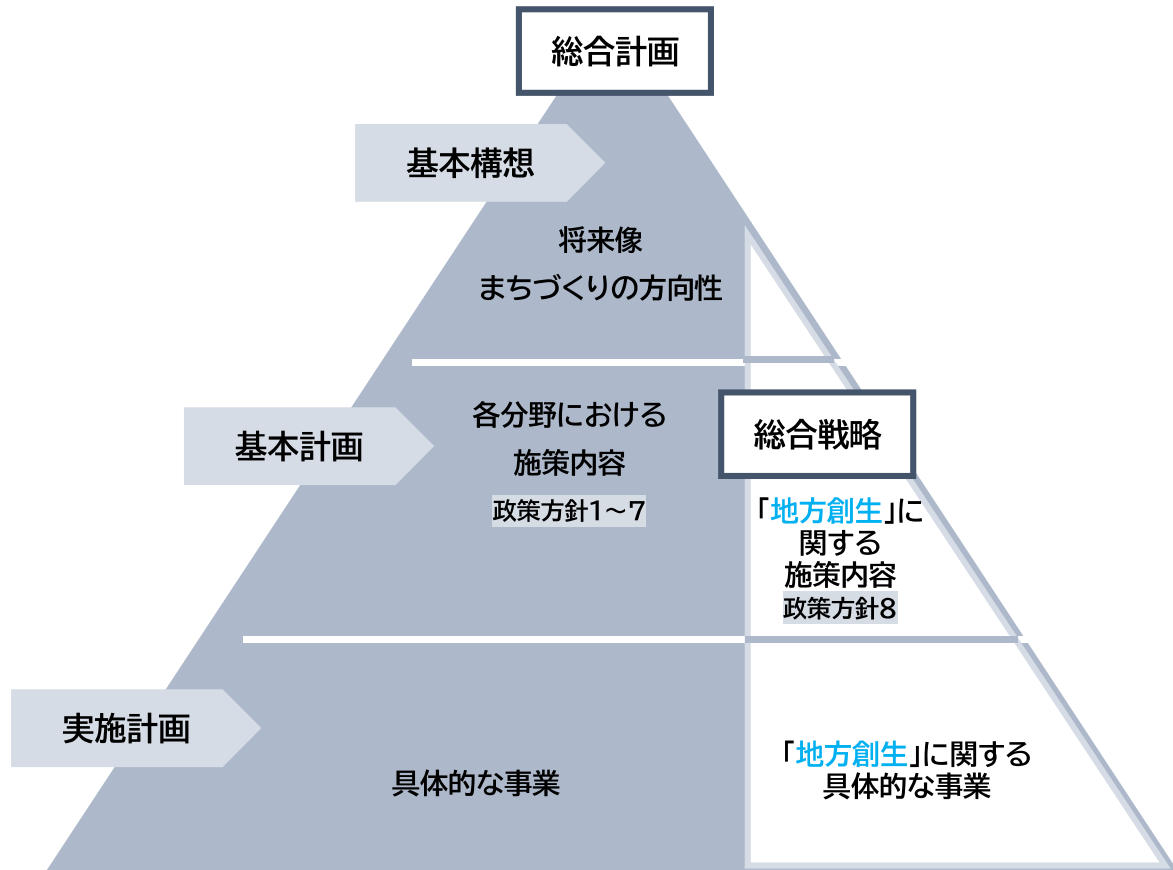 総合計画
基本構想
将来像
まちづくりの方向性
基本計画
各分野における
施策内容
政策方針1～7
総合戦略
「地方創生」に
関する
施策内容
政策方針8
実施計画
具体的な事業
「地方創生」に関する
具体的な事業